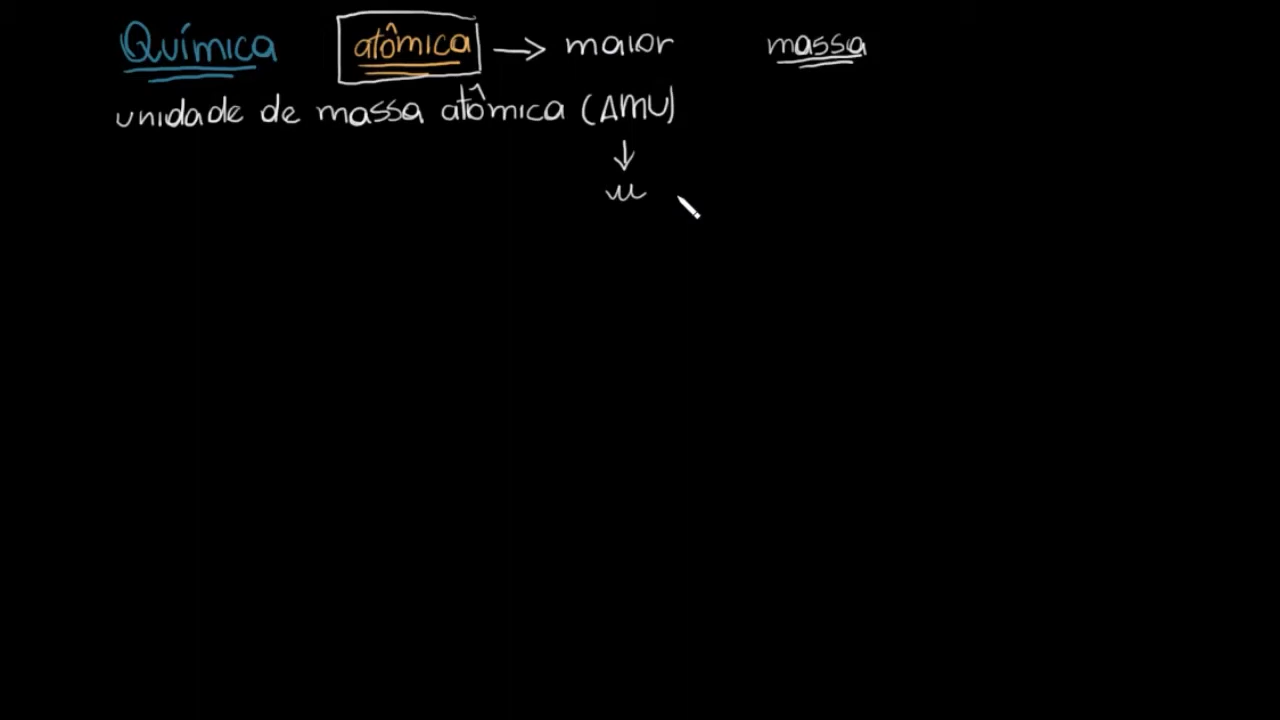 Química atômica → maior massa
unidade de massa atômica (AMU)
↓
u